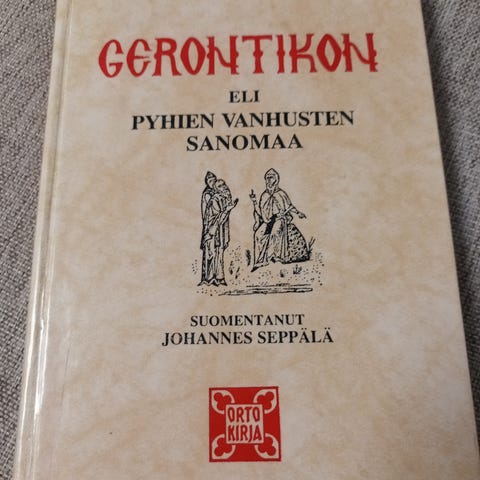 GERONTIKON
ELI
PYHIEN VANHUSTEN
SANOMAA
SUOMENTANUT
JOHANNES SEPPÄLÄ
ORTO
KIRJA